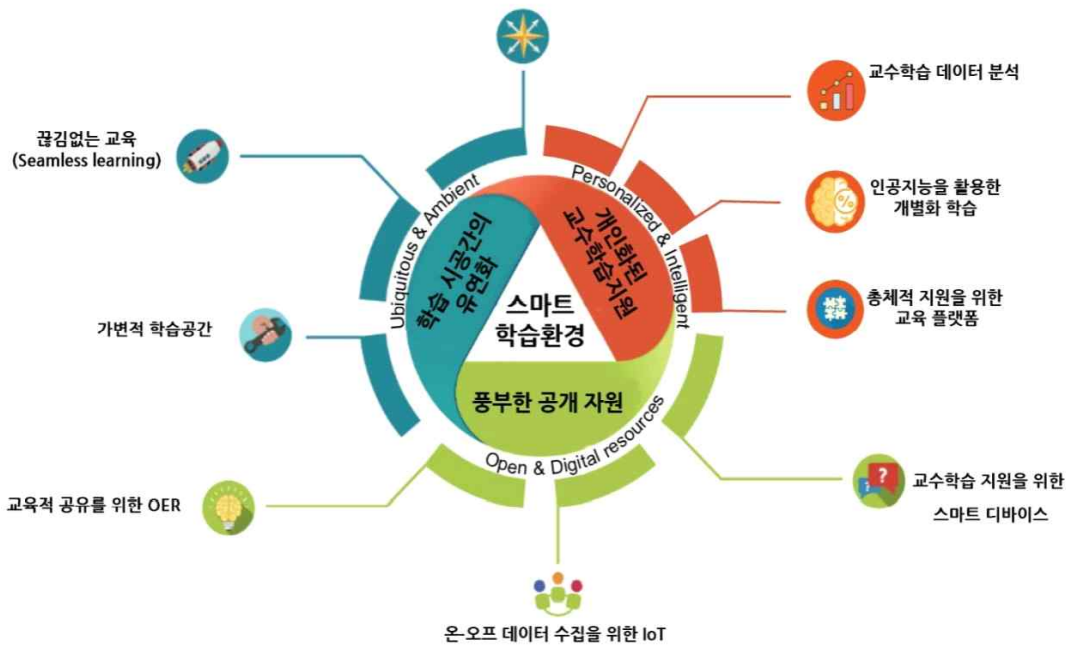 교수학습 데이터 분석
끊김없는 교육
(Seamless learning)
인공지능을 활용한
개별화 학습
가변적 학습공간
총체적 지원을 위한
교육 플랫폼
Ubiquitous & Ambient
Personalized & Intelligent
Open & Digital resources
학습 시공간의
유연화
개인화된
교수학습지원
스마트
학습환경
풍부한 공개 자원
%
?
?
교육적 공유를 위한 OER
교수학습 지원을 위한
스마트 디바이스
온-오프 데이터 수집을 위한 IoT